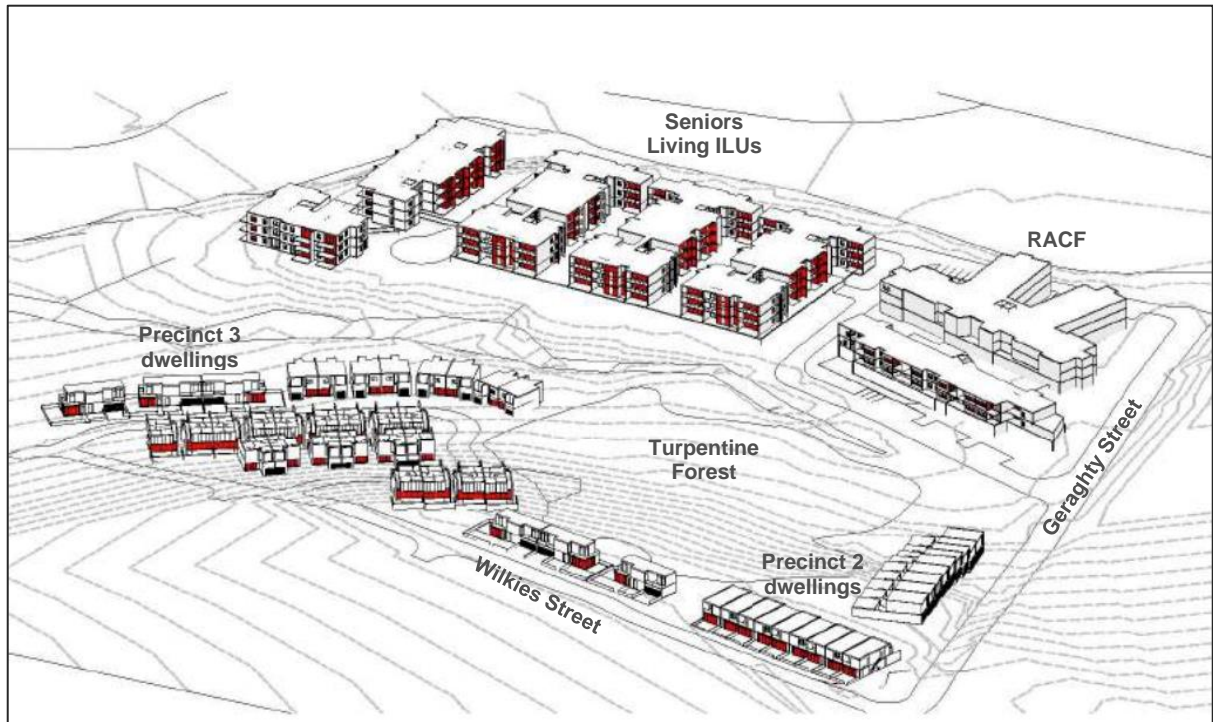 Seniors
Living ILUs
RACF
Precinct 3
dwellings
Turpentine
Forest
Geraghty Street
Precinct 2
dwellings
Wilkies Street